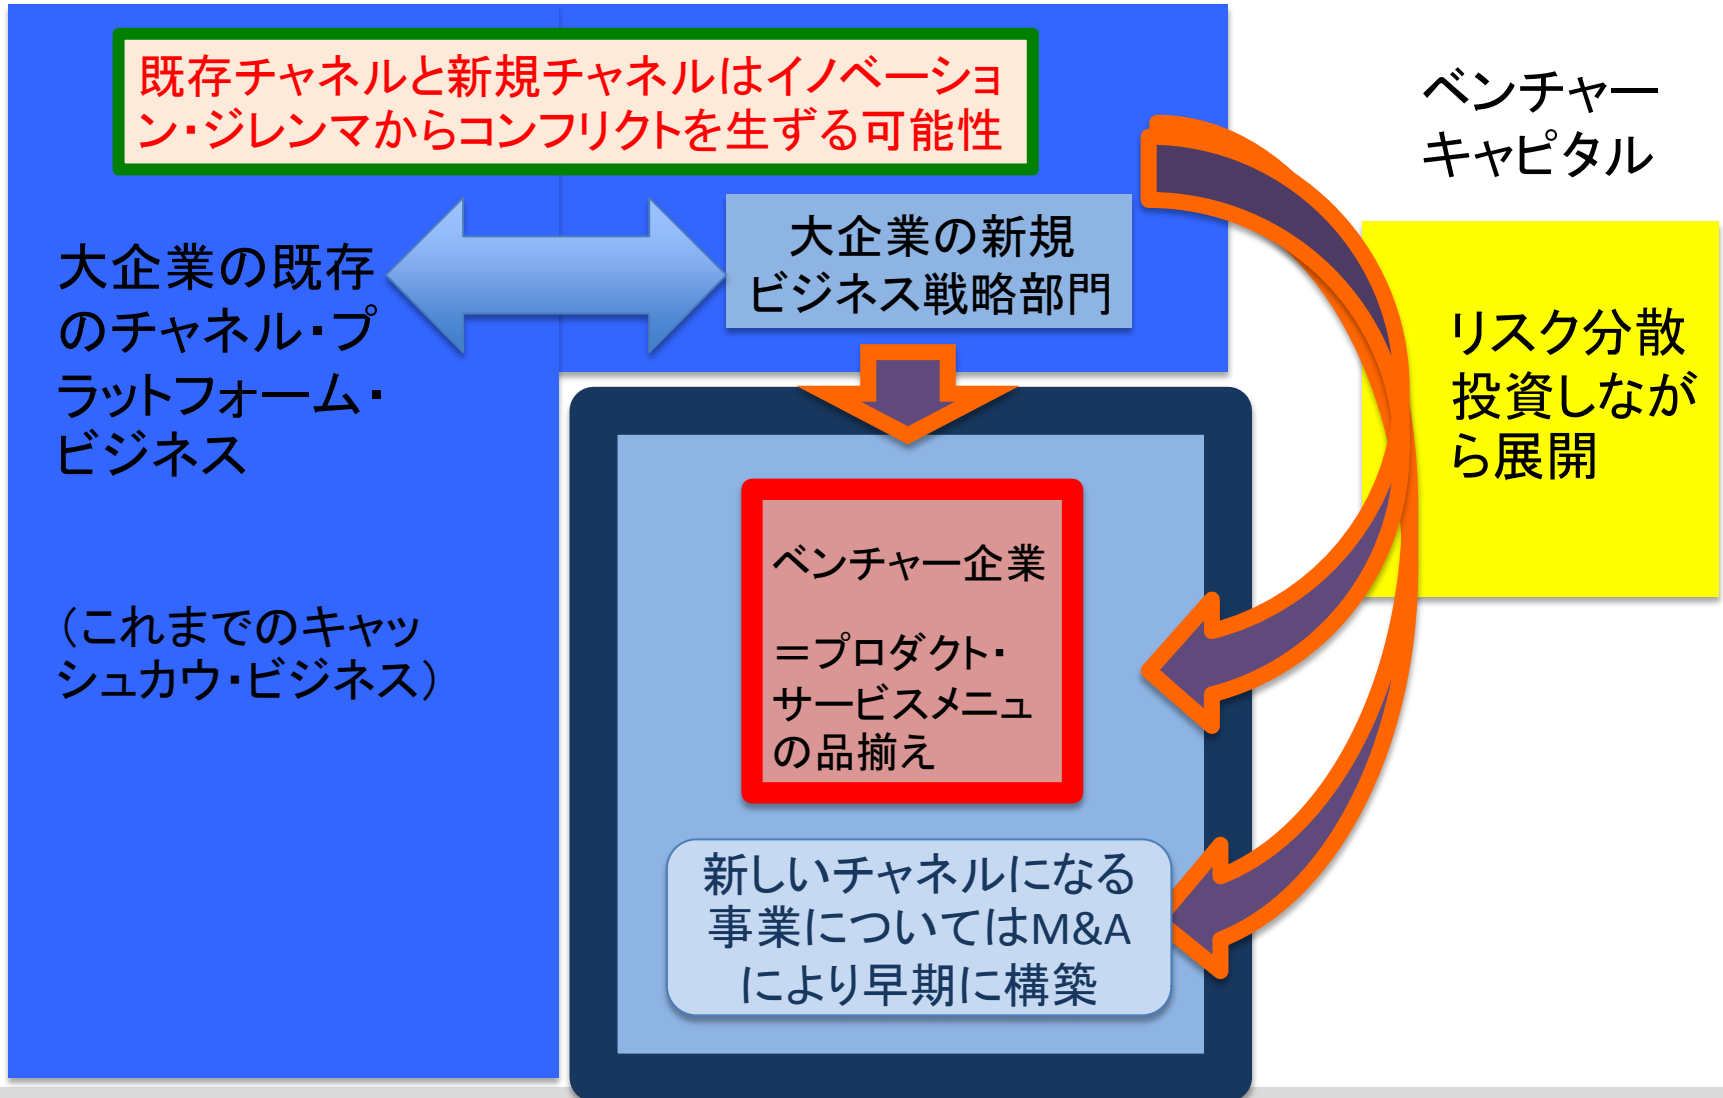 既存チャネルと新規チャネルはイノベーショ
ン・ジレンマからコンフリクトを生ずる可能性
大企業の既存
のチャネル・プ
ラットフォーム・
ビジネス
（これまでのキャッ
シュカウ・ビジネス）
大企業の新規
ビジネス戦略部門
ベンチャー企業
＝プロダクト・
サービスメニュ
の品揃え
新しいチャネルになる
事業についてはM&A
により早期に構築
ベンチャー
キャピタル
リスク分散
投資しなが
ら展開